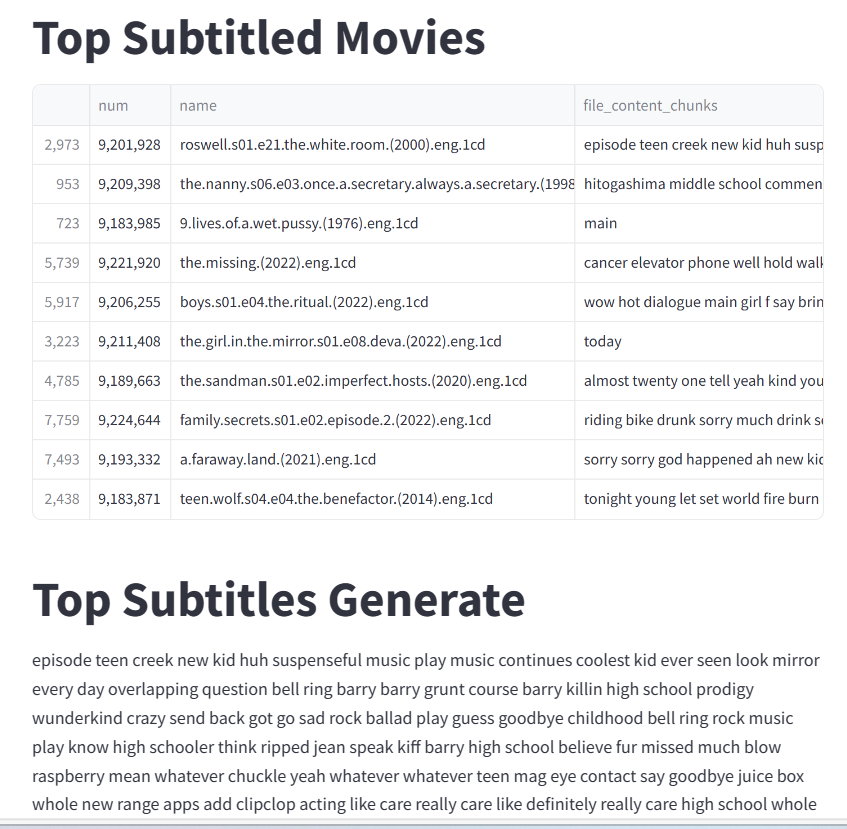 Top Subtitled Movies
num name file_content_chunks
2,973 9,201,928 roswell.s01.e21.the.white.room.(2000).eng.1cd episode teen creek new kid huh susp
953 9,209,398 the.nanny.s06.e03.once.a.secretary.always.a.secretary.(1998 hitogashima middle school commen
723 9,183,985 9.lives.of.a.wet.pussy.(1976).eng.1cd main
5,739 9,221,920 the.missing.(2022).eng.1cd cancer elevator phone well hold walk
5,917 9,206,255 boys.s01.e04.the.ritual.(2022).eng.1cd wow hot dialogue main girl f say brin
3,223 9,211,408 the.girl.in.the.mirror.s01.e08.deva.(2022).eng.1cd today
4,785 9,189,663 the.sandman.s01.e02.imperfect.hosts.(2020).eng.1cd almost twenty one tell yeah kind you
7,759 9,224,644 family.secrets.s01.e02.episode.2.(2022).eng.1cd riding bike drunk sorry much drink s
7,493 9,193,332 a.faraway.land.(2021).eng.1cd sorry sorry god happened ah new kid
2,438 9,183,871 teen.wolf.s04.e04.the.benefactor.(2014).eng.1cd tonight young let set world fire burn
Top Subtitles Generate
episode teen creek new kid huh suspenseful music play music continues coolest kid ever seen look mirror
every day overlapping question bell ring barry barry grunt course barry killin high school prodigy
wunderkind crazy send back got go sad rock ballad play guess goodbye childhood bell ring rock music
play know high schooler think ripped jean speak kiff barry high school believe fur missed much blow
raspberry mean whatever chuckle yeah whatever whatever teen mag eye contact say goodbye juice box
whole new range apps add clipclop acting like care really care like definitely really care high school whole